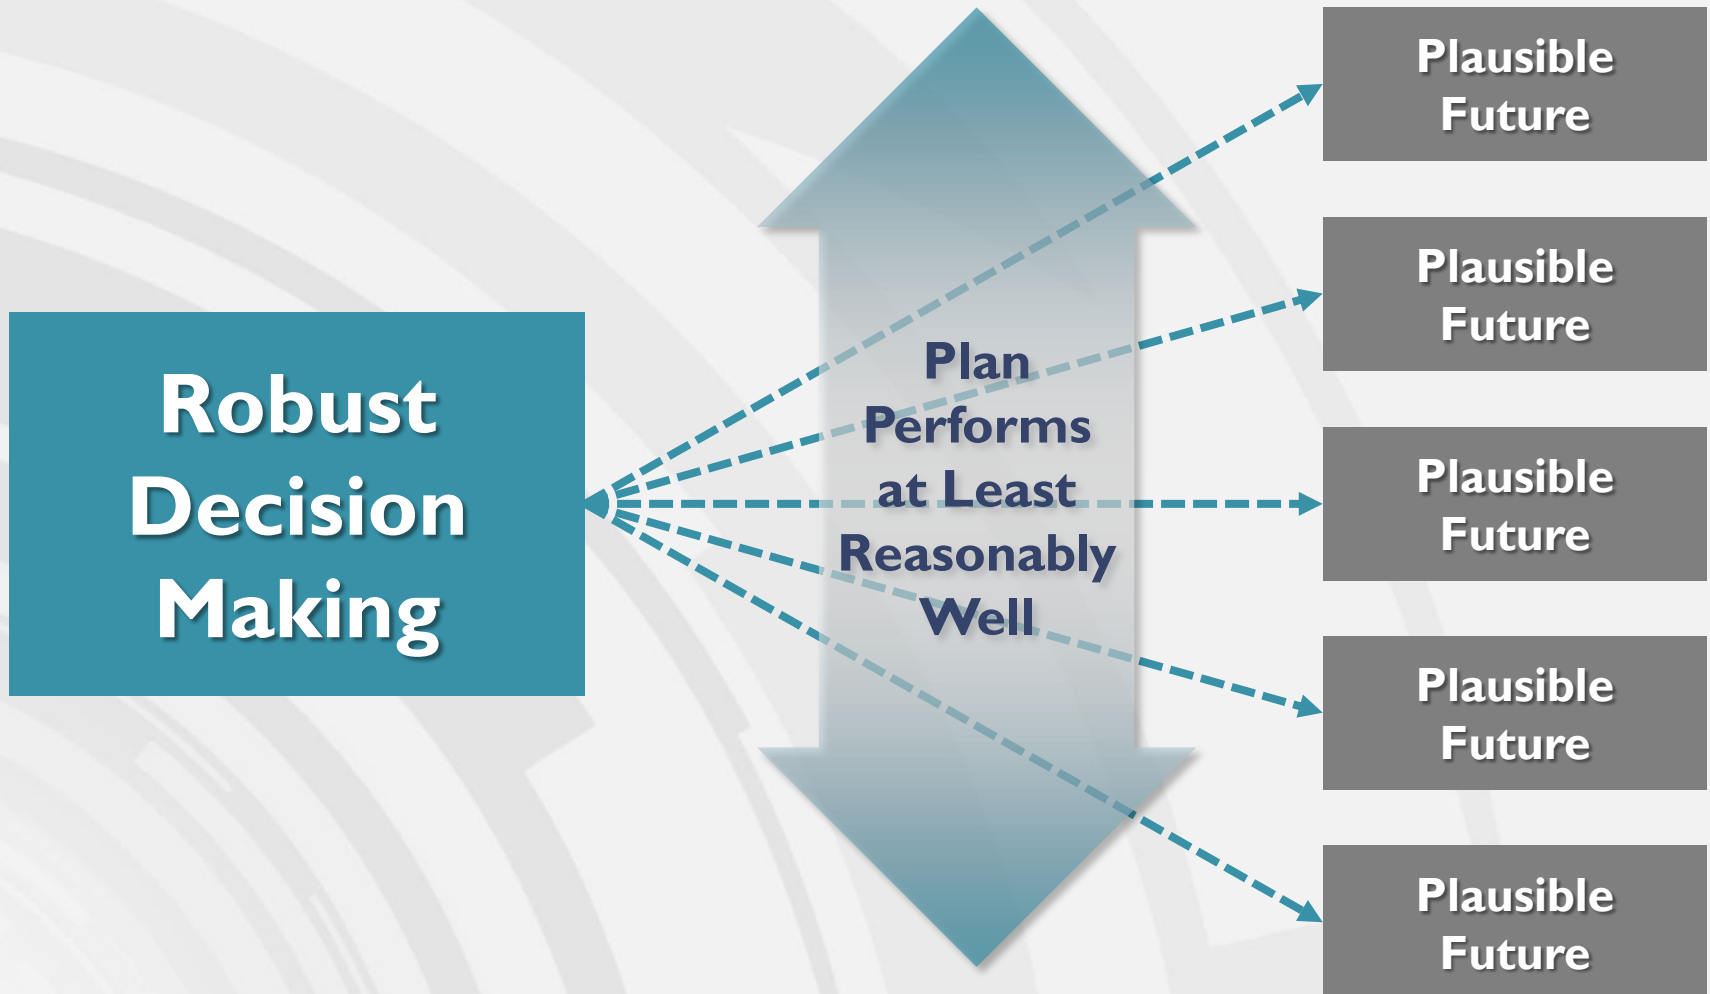 Robust
Decision
Making
Plan
Performs
at Least
Reasonably
Well
Plausible
Future
Plausible
Future
Plausible
Future
Plausible
Future
Plausible
Future